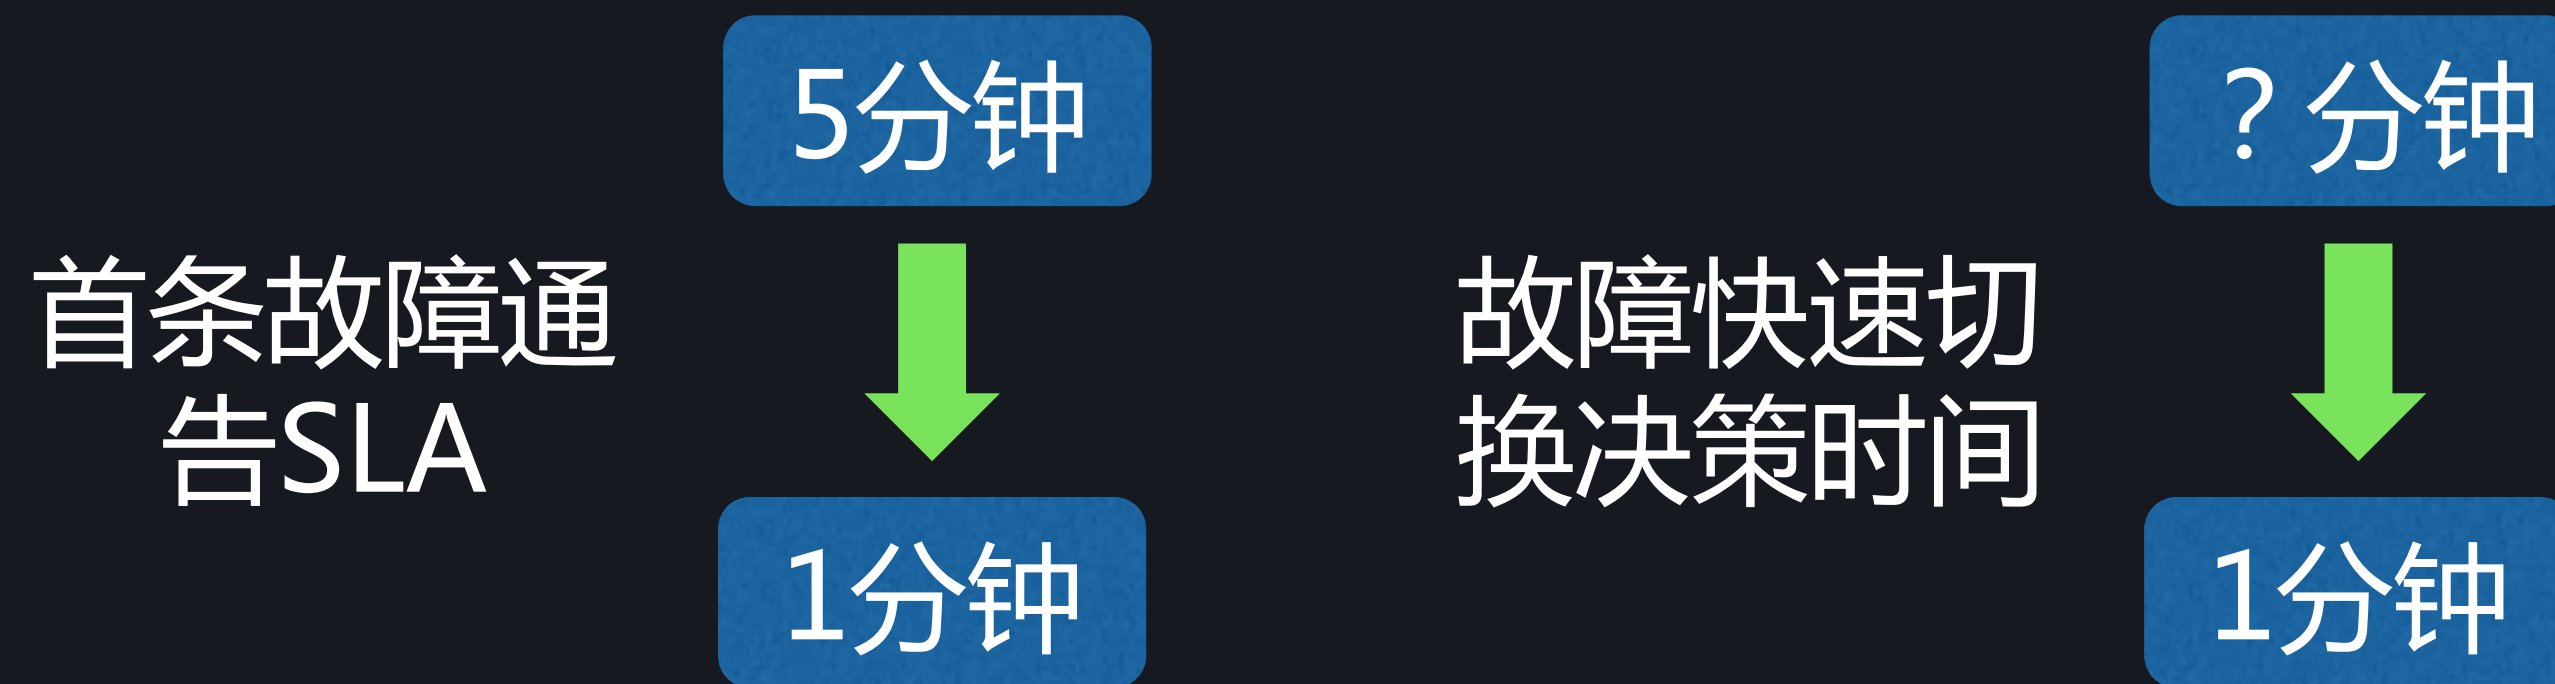 5分钟
首条故障通
告SLA
1分钟
？分钟
故障快速切
换决策时间
1分钟